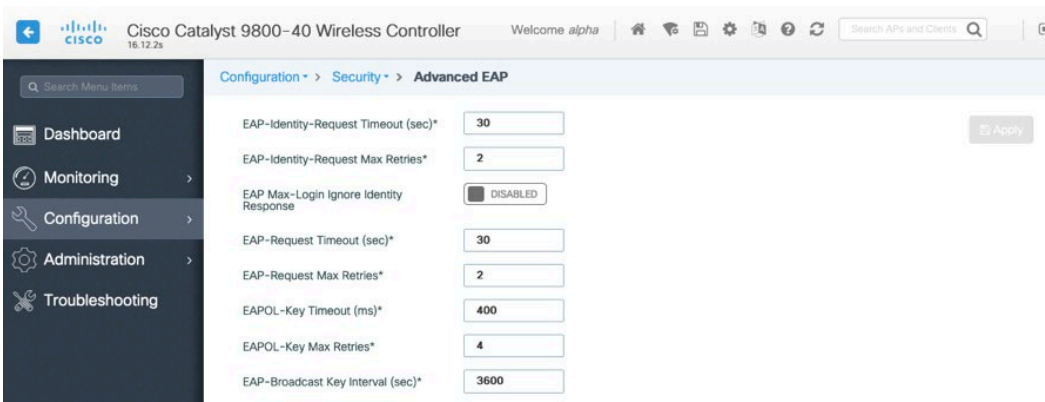 CISCO
Cisco Catalyst 9800-40 Wireless Controller
16.12.2s
Welcome alpha
Search APs and Clients
Search Menu Items
Dashboard
Monitoring
Configuration
Administration
Troubleshooting
Configuration > Security > Advanced EAP
EAP-Identity-Request Timeout (sec)* 30
Apply
EAP-Identity-Request Max Retries* 2
EAP Max-Login Ignore Identity
Response
DISABLED
EAP-Request Timeout (sec)* 30
EAP-Request Max Retries* 2
EAPOL-Key Timeout (ms)* 400
EAPOL-Key Max Retries* 4
EAP-Broadcast Key Interval (sec)* 3600